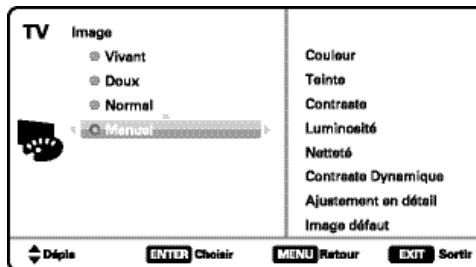 TV
Image
Vivant
Doux
Normal
Manuel
Couleur
Teinte
Contraste
Luminosité
Netteté
Contraste Dynamique
Ajustement en détail
Image défaut
Dépla ENTER Choisir MENU Retour EXIT Sortir